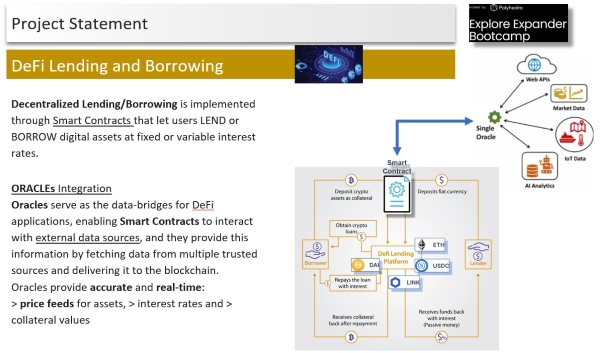 Project Statement
hosted by Polyhedra
Explore Expander
Bootcamp
DeFi Lending and Borrowing
DEFI
Decentralized Lending/Borrowing is implemented
through Smart Contracts that let users LEND or
BORROW digital assets at fixed or variable interest
rates.
ORACLEs Integration
Oracles serve as the data-bridges for DeFi
applications, enabling Smart Contracts to interact
with external data sources, and they provide this
information by fetching data from multiple trusted
sources and delivering it to the blockchain.
Oracles provide accurate and real-time:
> price feeds for assets, > interest rates and >
collateral values
Web APIs
Market Data
Single
Oracle
IoT Data
AI Analytics
Smart
Contract
Deposit crypto
assets as collateral
Deposits fiat currency
Obtain crypto
loans
Borrower
Defi Lending
Platform
ETH
DAI
USDC
LINK
Lender
Repays the loan
with interest
Receives collateral
back after repayment
Receives funds back
with interest
(Passive money)